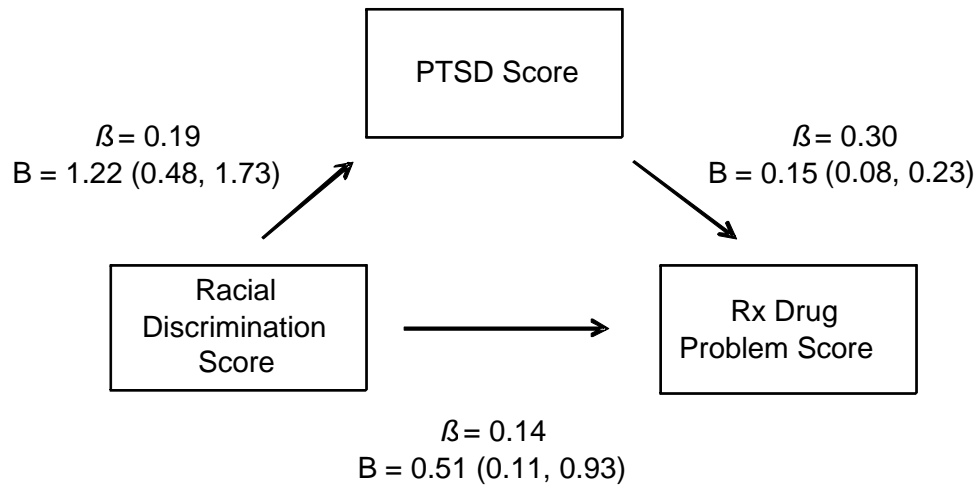 PTSD Score
ß = 0.19
B = 1.22 (0.48, 1.73)
ß = 0.30
B = 0.15 (0.08, 0.23)
Racial
Discrimination
Score
Rx Drug
Problem Score
ß = 0.14
B = 0.51 (0.11, 0.93)